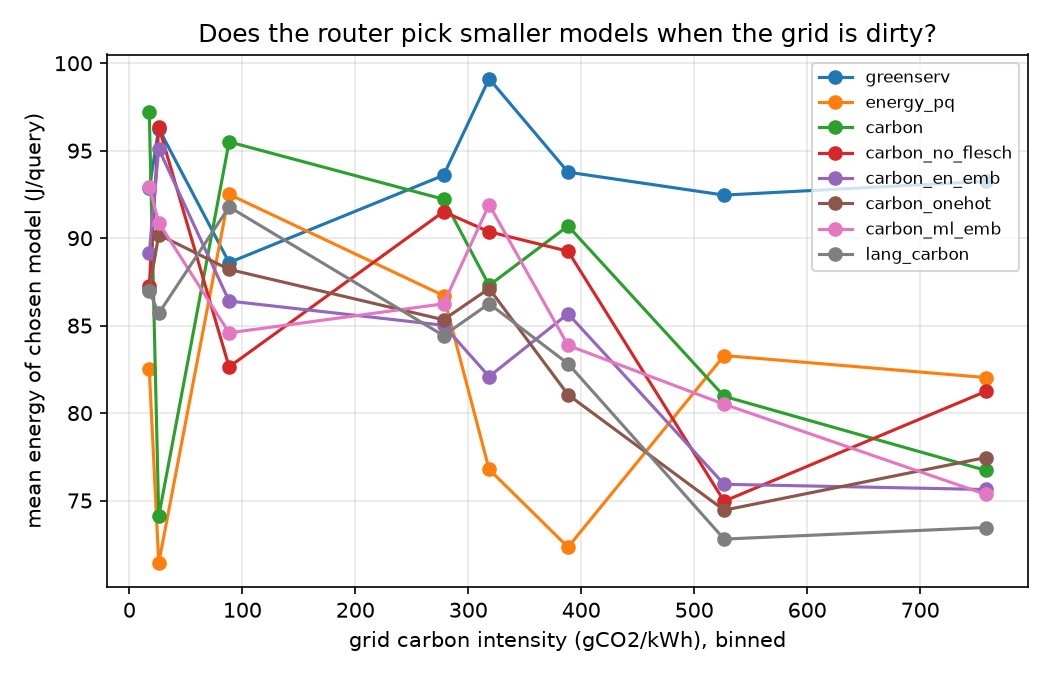 Does the router pick smaller models when the grid is dirty?
100
95
90
85
80
75
mean energy of chosen model (J/query)
greenserv
energy_pq
carbon
carbon_no_flesch
carbon_en_emb
carbon_onehot
carbon_ml_emb
lang_carbon
0 100 200 300 400 500 600 700
grid carbon intensity (gCO2/kWh), binned